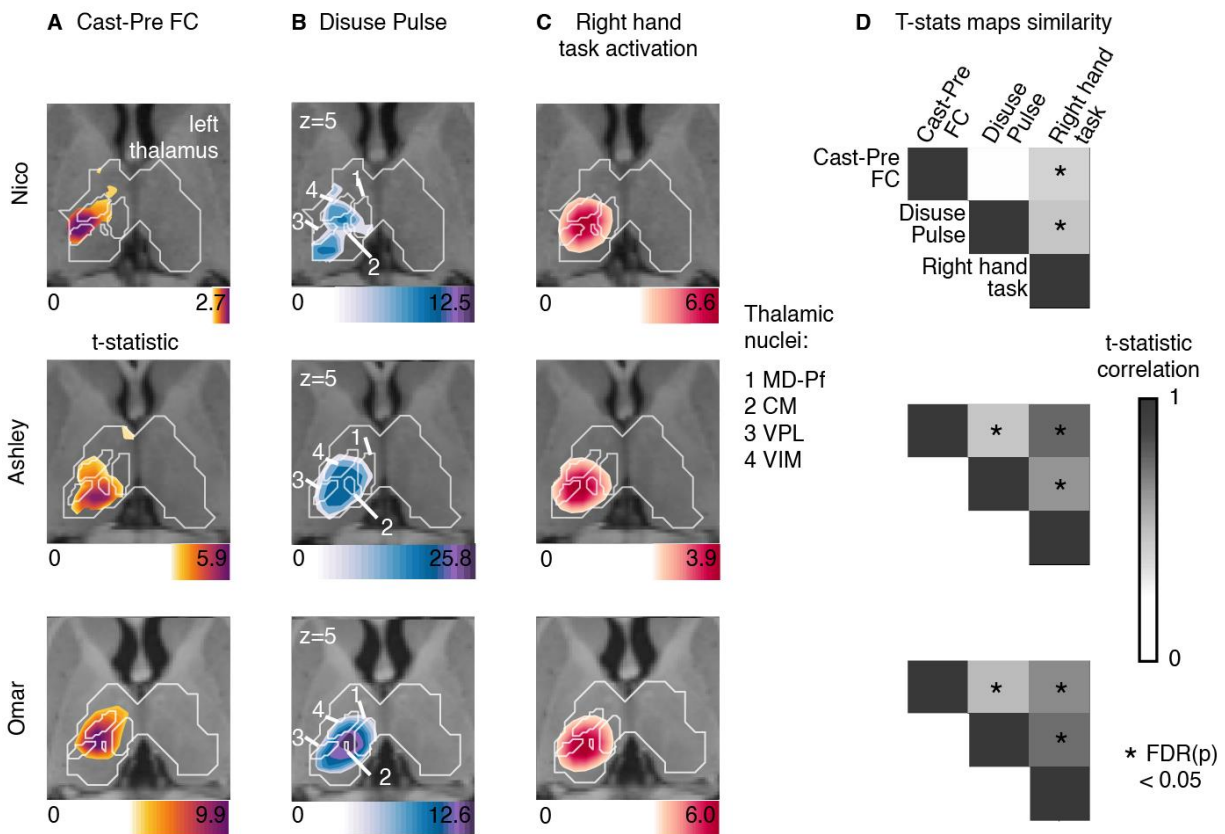 A Cast-Pre FC
B Disuse Pulse
C Right hand
task activation
D T-stats maps similarity
Cast-Pre
FC
Disuse
Pulse
Right hand
task
Nico
left
thalamus
z=5
4
1
3
2
0
2.7
12.5
0
6.6
Cast-Pre
FC
*
Disuse
Pulse
*
Right hand
task
t-statistic
Ashley
z=5
4
1
3
2
0
5.9
25.8
0
3.9
Thalamic
nuclei:
1 MD-Pf
2 CM
3 VPL
4 VIM
* *
*
t-statistic
correlation
1
0
Omar
z=5
4
1
3
2
0
9.9
12.6
0
6.0
* *
*
* FDR(p)
< 0.05